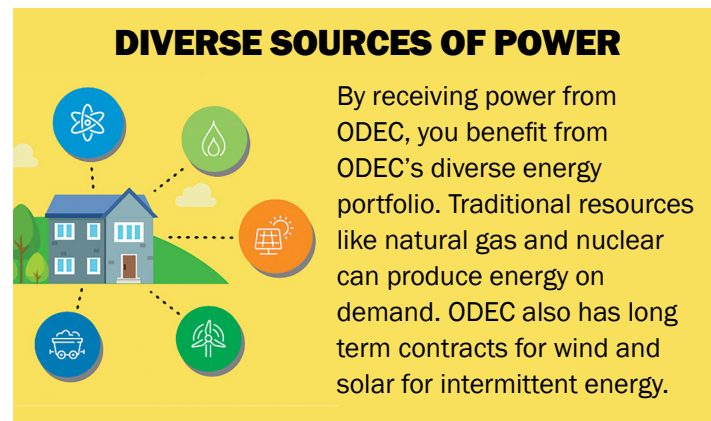 DIVERSE SOURCES OF POWER
By receiving power from
ODEC, you benefit from
ODEC’s diverse energy
portfolio. Traditional resources
like natural gas and nuclear
can produce energy on
demand. ODEC also has long
term contracts for wind and
solar for intermittent energy.